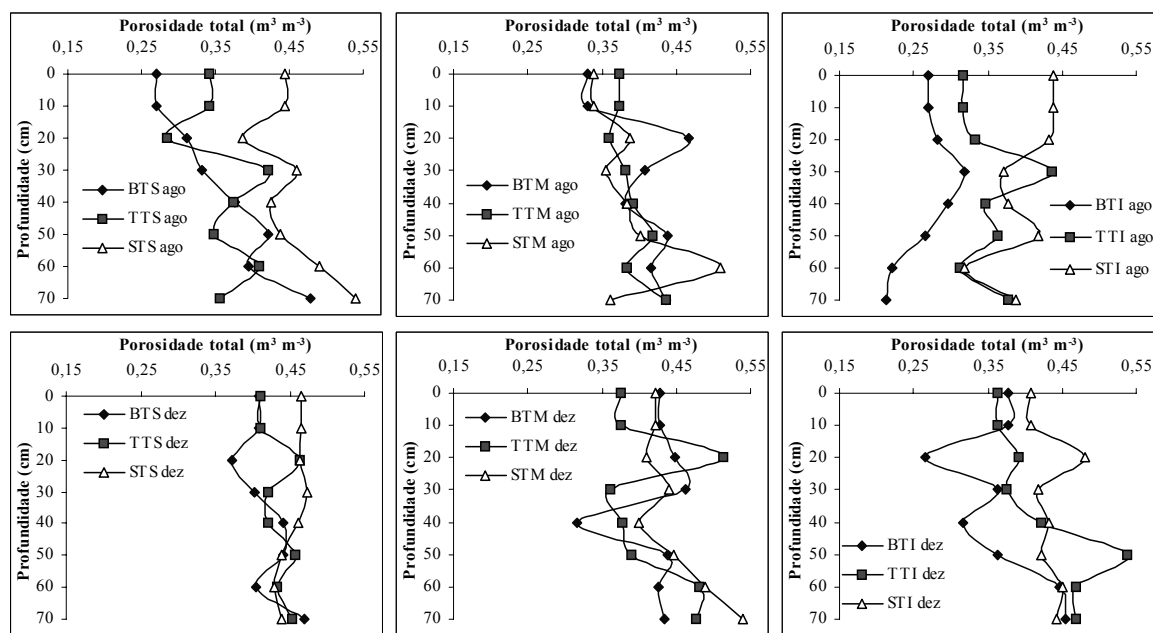 Porosidade total (m³ m-³)
0,15 0,25 0,35 0,45 0,55
0
10
20
30
40
50
60
70
Profundidade (cm)
BTS ago
TTS ago
STS ago
Porosidade total (m³ m-³)
0,15 0,25 0,35 0,45 0,55
0
10
20
30
40
50
60
70
Profundidade (cm)
BTM ago
TTM ago
STM ago
Porosidade total (m³ m-³)
0,15 0,25 0,35 0,45 0,55
0
10
20
30
40
50
60
70
Profundidade (cm)
BTI ago
TTI ago
STI ago
Porosidade total (m³ m-³)
0,15 0,25 0,35 0,45 0,55
0
10
20
30
40
50
60
70
Profundidade (cm)
BTS dez
TTS dez
STS dez
Porosidade total (m³ m-³)
0,15 0,25 0,35 0,45 0,55
0
10
20
30
40
50
60
70
Profundidade (cm)
BTM dez
TTM dez
STM dez
Porosidade total (m³ m-³)
0,15 0,25 0,35 0,45 0,55
0
10
20
30
40
50
60
70
Profundidade (cm)
BTI dez
TTI dez
STI dez